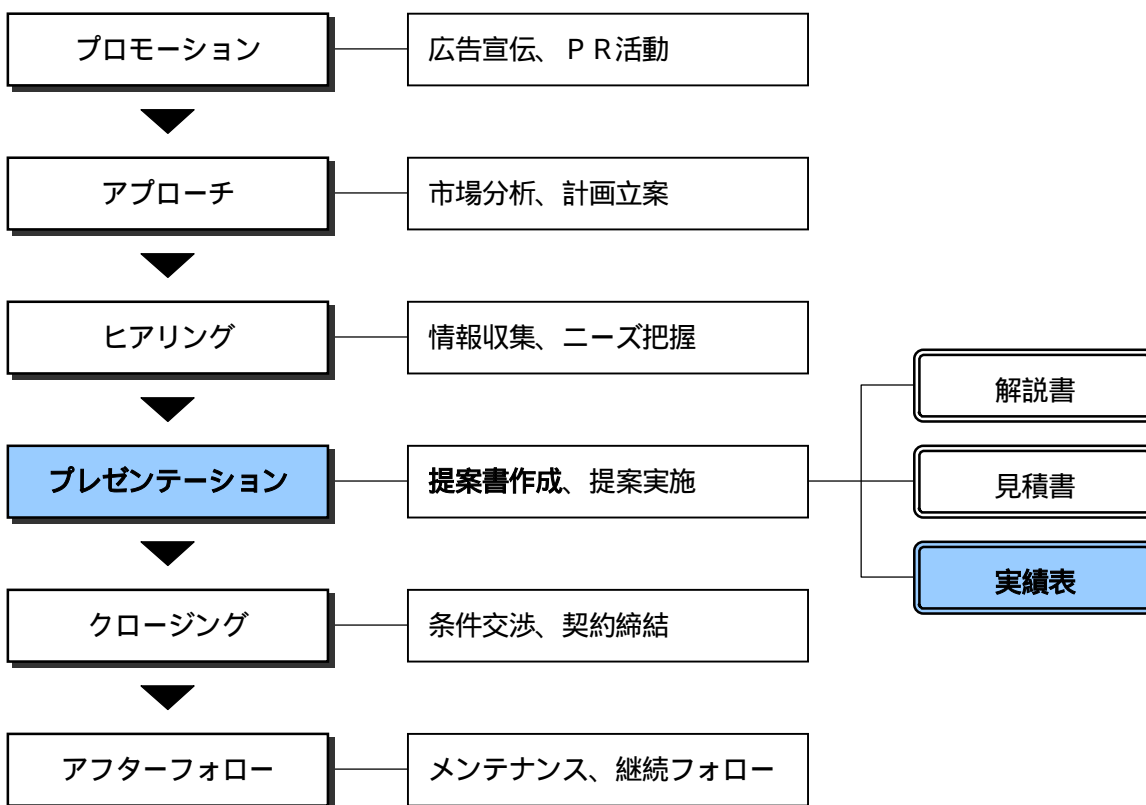 プロモーション
広告宣伝、ＰＲ活動
アプローチ
市場分析、計画立案
ヒアリング
情報収集、ニーズ把握
プレゼンテーション
提案書作成、提案実施
解説書
見積書
実績表
クロージング
条件交渉、契約締結
アフターフォロー
メンテナンス、継続フォロー